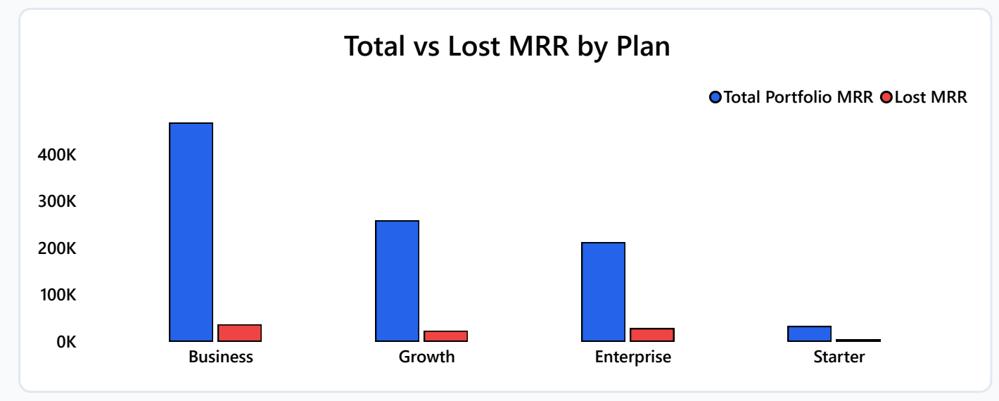 Total vs Lost MRR by Plan
Total Portfolio MRR Lost MRR
400K
300K
200K
100K
0K
Business Growth Enterprise Starter